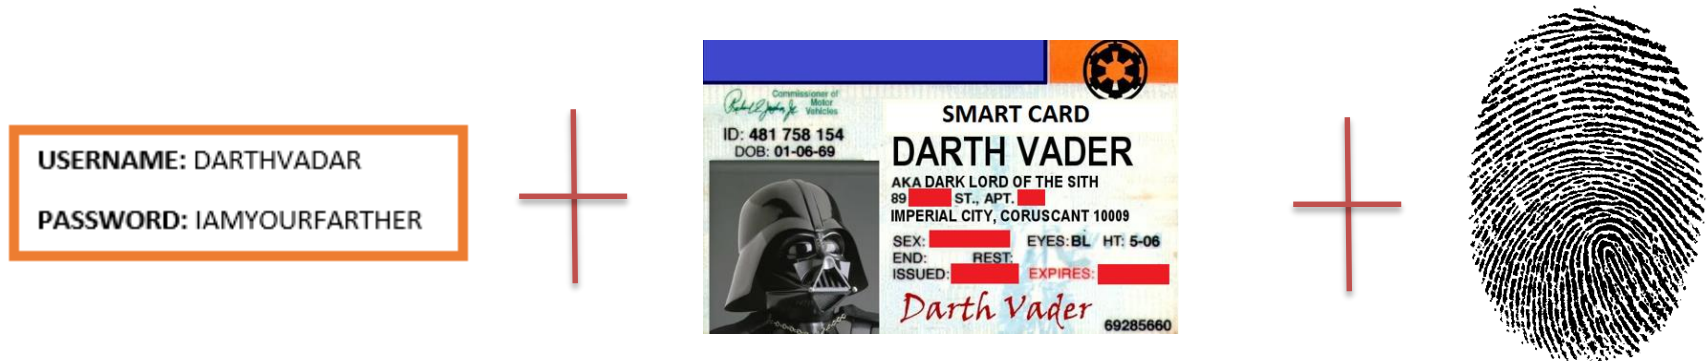 USERNAME: DARTHVADAR
PASSWORD: IAMYOURFARTHER
Commissioner of
Motor
Vehicles
ID: 481 758 154
DOB: 01-06-69
SMART CARD
DARTH VADER
AKA DARK LORD OF THE SITH
89 ST., APT.
IMPERIAL CITY, CORUSCANT 10009
SEX: EYES: BL HT: 5-06
END: REST:
ISSUED: EXPIRES:
Darth Vader
69285660